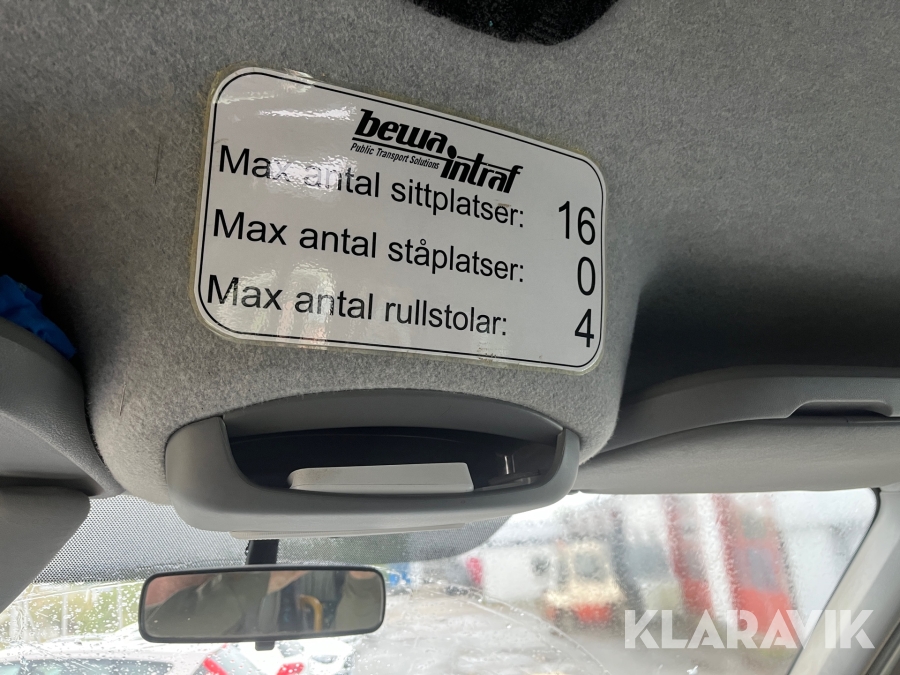 bewa
Public Transport Solutions intraf
Max antal sittplatser: 16
Max antal ståplatser: 0
Max antal rullstolar: 4
KLARAVIK